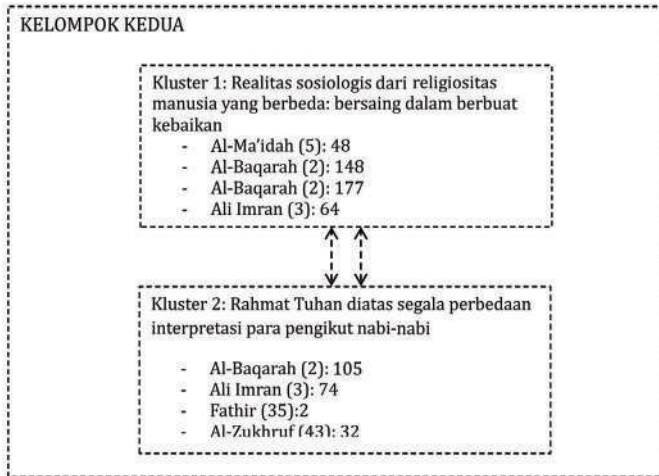 KELOMPOK KEDUA
Kluster 1: Realitas sosiologis dari religiositas
manusia yang berbeda: bersaing dalam berbuat
kebaikan
- Al-Ma'idah (5): 48
- Al-Baqarah (2): 148
- Al-Baqarah (2): 177
- Ali Imran (3): 64
Kluster 2: Rahmat Tuhan diatas segala perbedaan
interpretasi para pengikut nabi-nabi
- Al-Baqarah (2): 105
- Ali Imran (3): 74
- Fathir (35):2
- Al-Zukhruf (43): 32